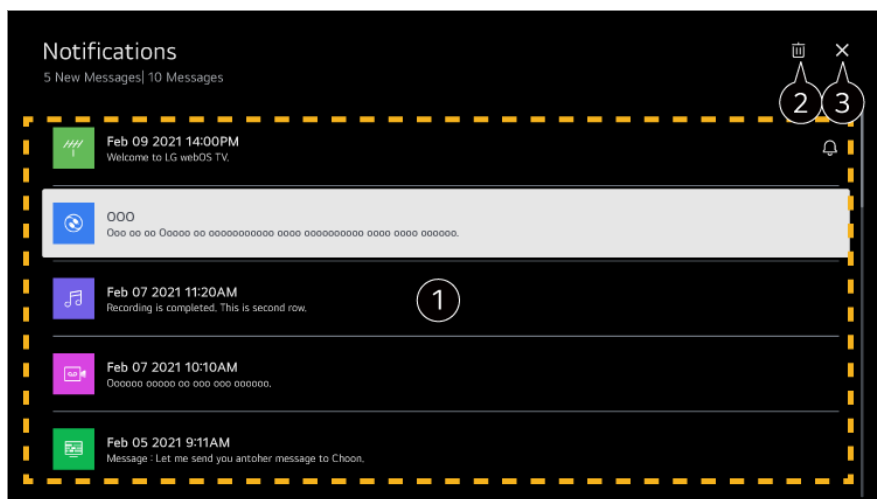 Notifications
5 New Messages| 10 Messages
2 3
Feb 09 2021 14:00PM
Welcome to LG webOS TV.
OOO
Ooo oo oo Ooooo oo ooooooooooo oooo oooooooooo oooo oooo oooooo.
Feb 07 2021 11:20AM
Recording is completed. This is second row.
1
Feb 07 2021 10:10AM
Oooooo ooooo oo ooo ooo oooooo.
Feb 05 2021 9:11AM
Message : Let me send you antoher message to Choon.